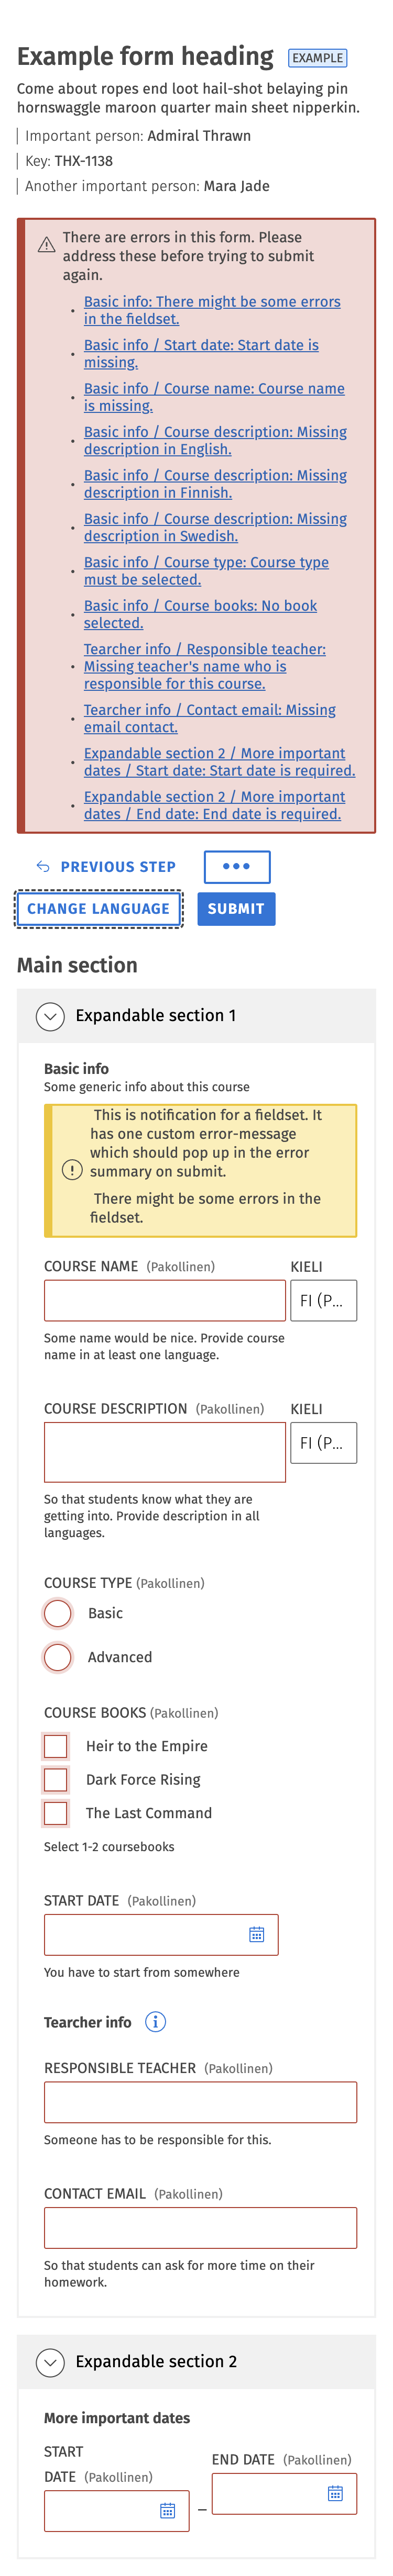 Example form heading EXAMPLE
Come about ropes end loot hail-shot belaying pin
hornswaggle maroon quarter main sheet nipperkin.
Important person: Admiral Thrawn
Key: THX-1138
Another important person: Mara Jade
There are errors in this form. Please
address these before trying to submit
again.
Basic info: There might be some errors
in the fieldset.
Basic info / Start date: Start date is
missing.
Basic info / Course name: Course name
is missing.
Basic info / Course description: Missing
description in English.
Basic info / Course description: Missing
description in Finnish.
Basic info / Course description: Missing
description in Swedish.
Basic info / Course type: Course type
must be selected.
Basic info / Course books: No book
selected.
Tearcher info / Responsible teacher:
Missing teacher's name who is
responsible for this course.
Tearcher info / Contact email: Missing
email contact.
Expandable section 2 / More important
dates / Start date: Start date is required.
Expandable section 2 / More important
dates / End date: End date is required.
PREVIOUS STEP
CHANGE LANGUAGE SUBMIT
Main section
Expandable section 1
Basic info
Some generic info about this course
This is notification for a fieldset. It
has one custom error-message
which should pop up in the error
summary on submit.
There might be some errors in the
fieldset.
COURSE NAME (Pakollinen) KIELI
FI (P...
Some name would be nice. Provide course
name in at least one language.
COURSE DESCRIPTION (Pakollinen) KIELI
FI (P...
So that students know what they are
getting into. Provide description in all
languages.
COURSE TYPE (Pakollinen)
Basic
Advanced
COURSE BOOKS (Pakollinen)
Heir to the Empire
Dark Force Rising
The Last Command
Select 1-2 coursebooks
START DATE (Pakollinen)
You have to start from somewhere
Tearcher info
RESPONSIBLE TEACHER (Pakollinen)
Someone has to be responsible for this.
CONTACT EMAIL (Pakollinen)
So that students can ask for more time on their
homework.
Expandable section 2
More important dates
START
DATE (Pakollinen)
END DATE (Pakollinen)
–